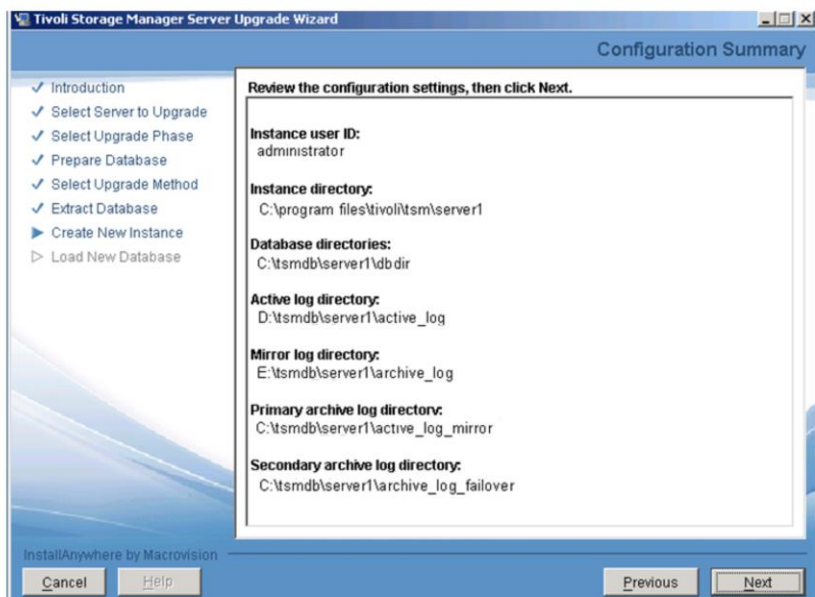 Tivoli Storage Manager Server Upgrade Wizard
Configuration Summary
Introduction
Select Server to Upgrade
Select Upgrade Phase
Prepare Database
Select Upgrade Method
Extract Database
Create New Instance
Load New Database
Review the configuration settings, then click Next.
Instance user ID:
administrator
Instance directory:
C:\program files\tivoli\tsm\server1
Database directories:
C:\tsmdb\server1\dbdir
Active log directory:
D:\tsmdb\server1\active_log
Mirror log directory:
E:\tsmdb\server1\archive_log
Primary archive log directory:
C:\tsmdb\server1\active_log_mirror
Secondary archive log directory:
C:\tsmdb\server1\archive_log_failover
InstallAnywhere by Macrovision
Cancel
Help
Previous
Next